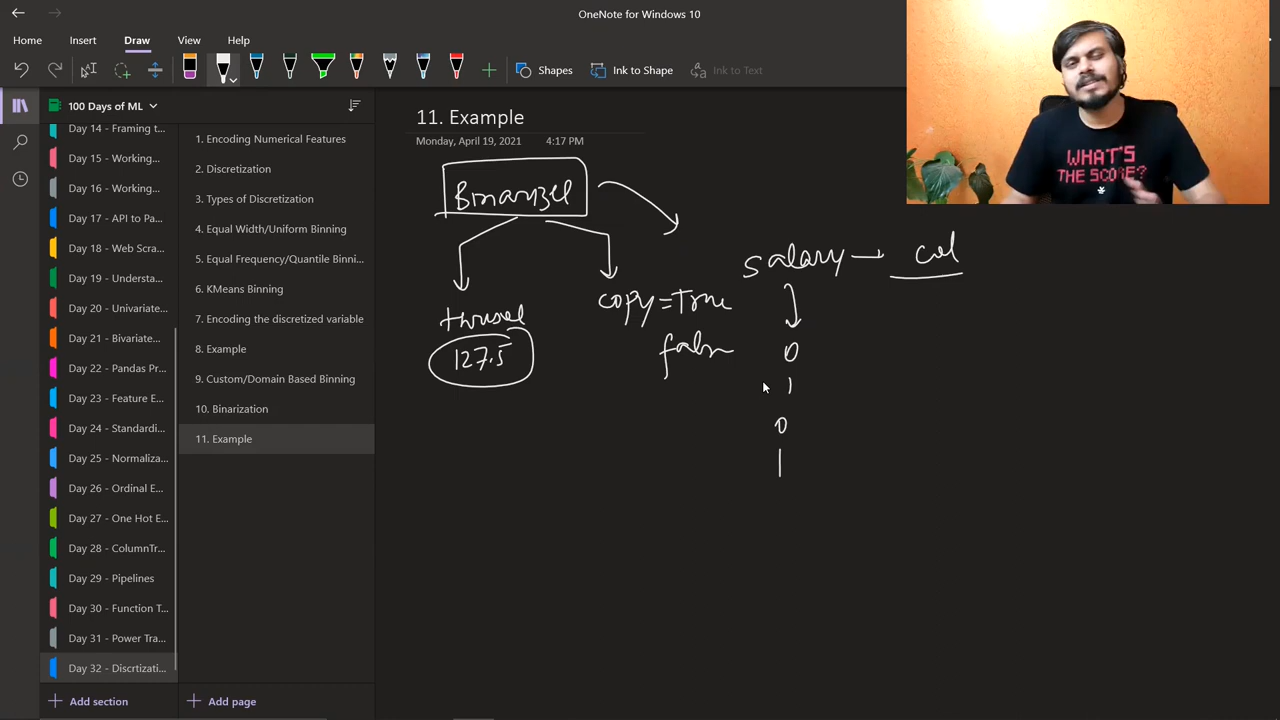 OneNote for Windows 10
Home Insert Draw View Help
Shapes Ink to Shape Ink to Text
100 Days of ML
Day 14 - Framing t...
Day 15 - Working...
Day 16 - Working...
Day 17 - API to Pa...
Day 18 - Web Scra...
Day 19 - Understa...
Day 20 - Univariate...
Day 21 - Bivariate...
Day 22 - Pandas Pr...
Day 23 - Feature E...
Day 24 - Standardi...
Day 25 - Normaliza...
Day 26 - Ordinal E...
Day 27 - One Hot E...
Day 28 - ColumnTr...
Day 29 - Pipelines
Day 30 - Function T...
Day 31 - Power Tra...
Day 32 - Discrtizati...
Add section
1. Encoding Numerical Features
2. Discretization
3. Types of Discretization
4. Equal Width/Uniform Binning
5. Equal Frequency/Quantile Binni...
6. KMeans Binning
7. Encoding the discretized variable
8. Example
9. Custom/Domain Based Binning
10. Binarization
11. Example
Add page
11. Example
Monday, April 19, 2021 4:17 PM
Binarizer
salary → col
copy=True
false
127.5
0
1
0
1
WHAT'S
THE SCORE?